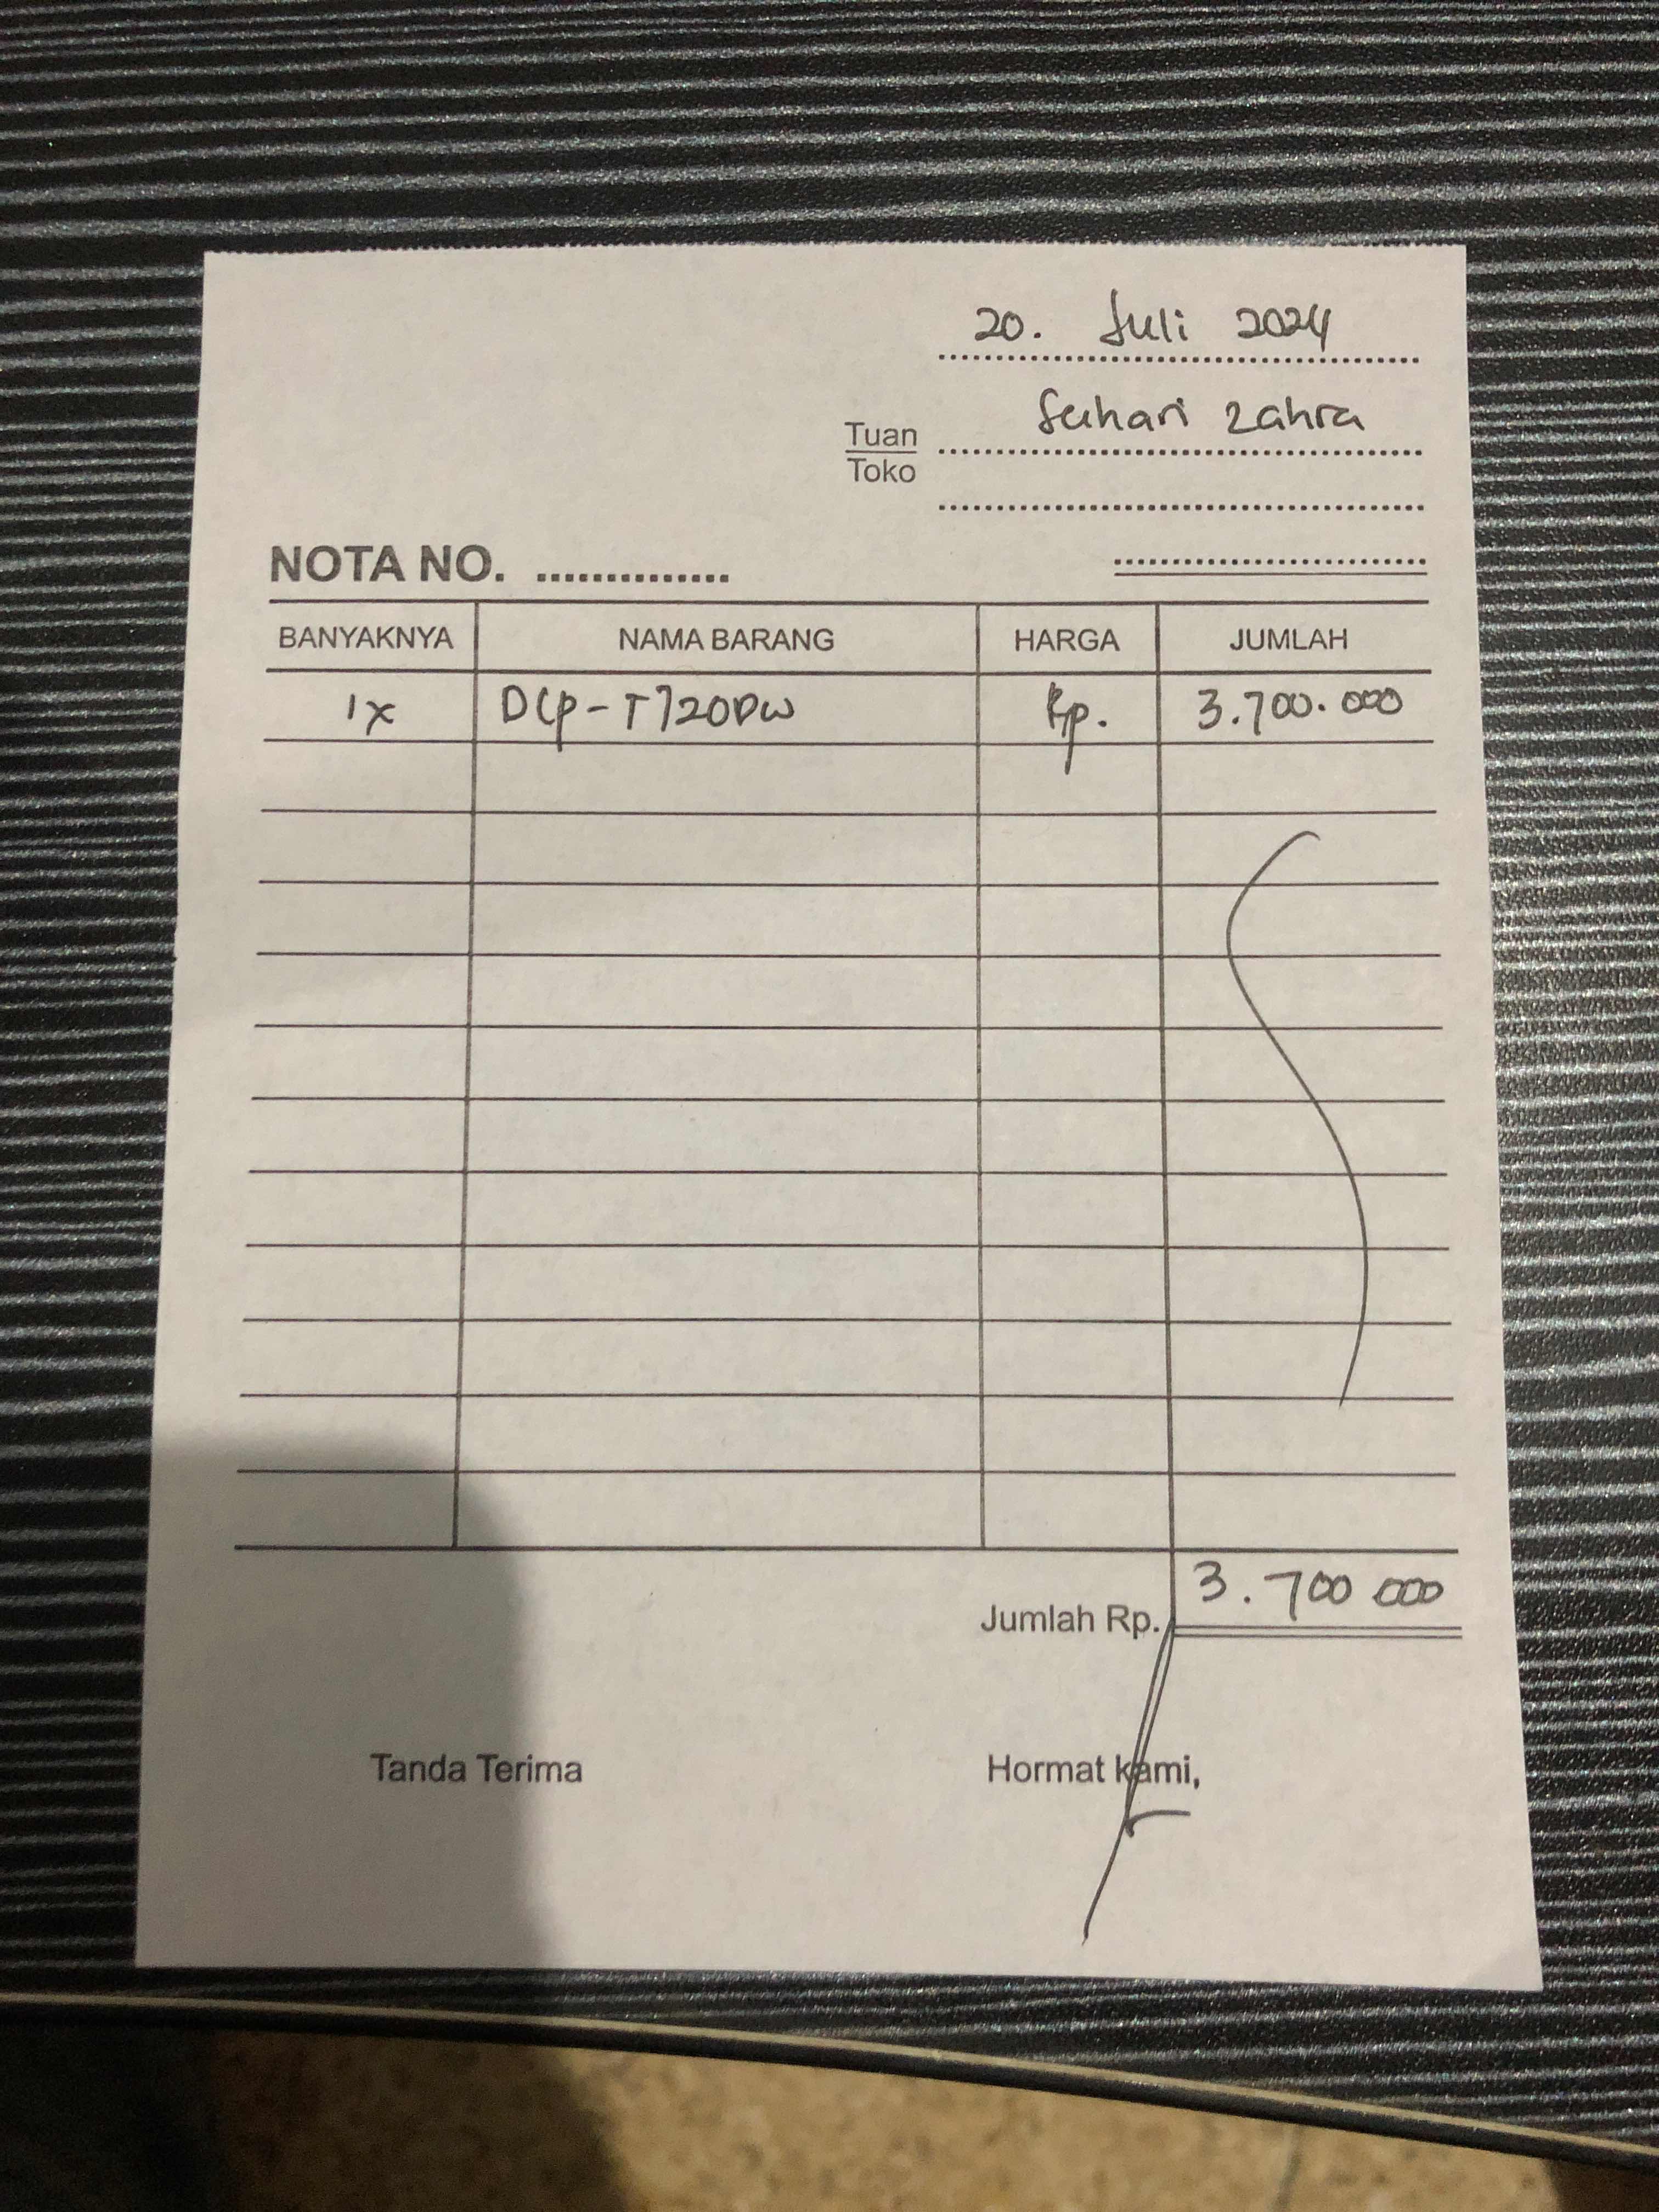 20. Juli 2024
Tuan Suhari Zahra
Toko
NOTA NO. ..............
BANYAKNYA NAMA BARANG HARGA JUMLAH
1x DCP-T720DW Rp. 3.700.000
Jumlah Rp. 3.700 000
Tanda Terima Hormat kami,